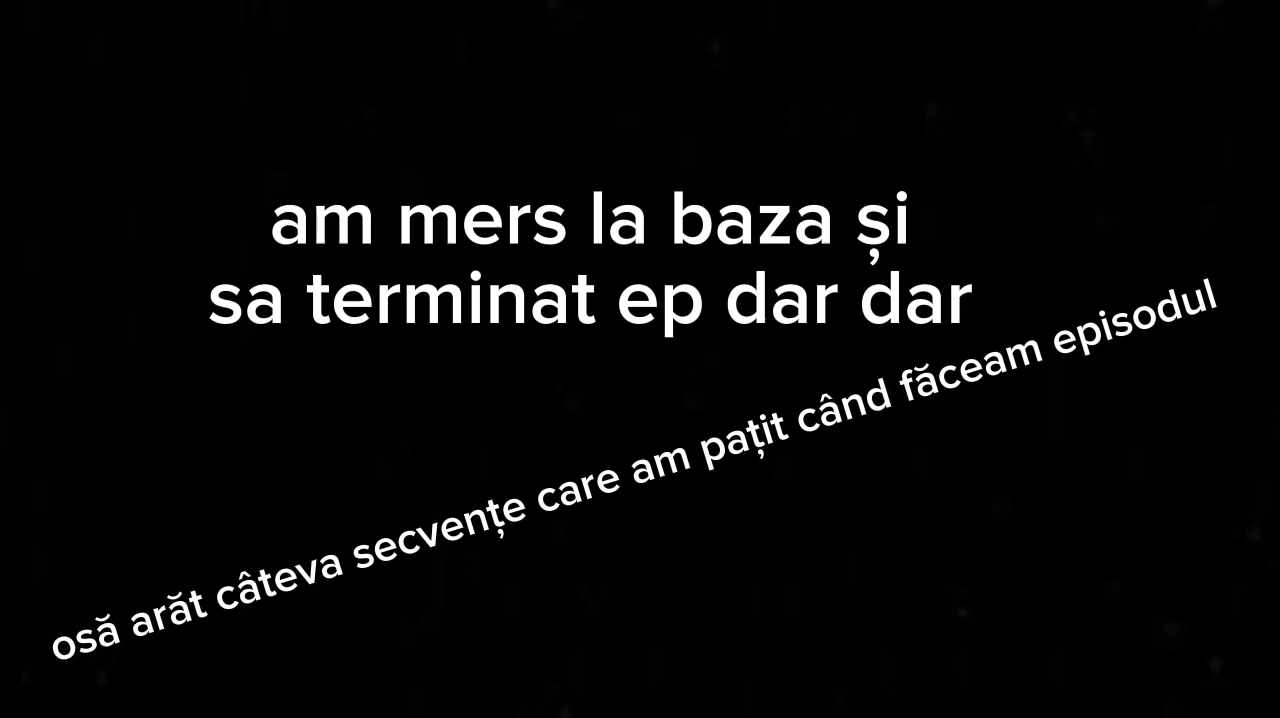 am mers la baza și
sa terminat ep dar dar
osă arăt câteva secvențe care am pațit când făceam episodul